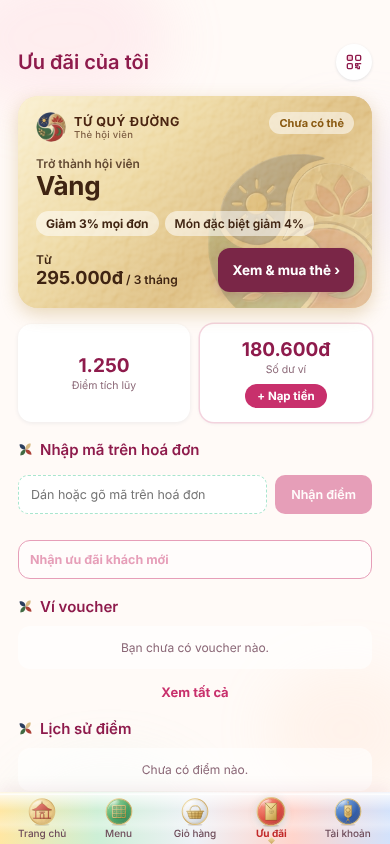 Ưu đãi của tôi
TỨ QUÝ ĐƯỜNG
Thẻ hội viên
Chưa có thẻ
Trở thành hội viên
Vàng
Giảm 3% mọi đơn
Món đặc biệt giảm 4%
Từ
295.000đ / 3 tháng
Xem & mua thẻ ›
1.250
Điểm tích lũy
180.600đ
Số dư ví
+ Nạp tiền
Nhập mã trên hoá đơn
Dán hoặc gõ mã trên hoá đơn
Nhận điểm
Nhận ưu đãi khách mới
Ví voucher
Bạn chưa có voucher nào.
Xem tất cả
Lịch sử điểm
Chưa có điểm nào.
Trang chủ
Menu
Giỏ hàng
Ưu đãi
Tài khoản